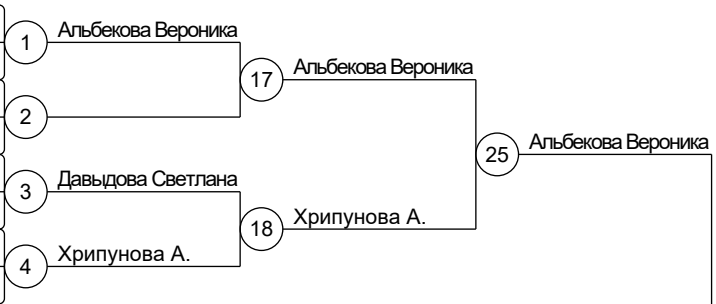 1 Альбекова Вероника
17 Альбекова Вероника
2
25 Альбекова Вероника
3 Давыдова Светлана
18 Хрипунова А.
4 Хрипунова А.